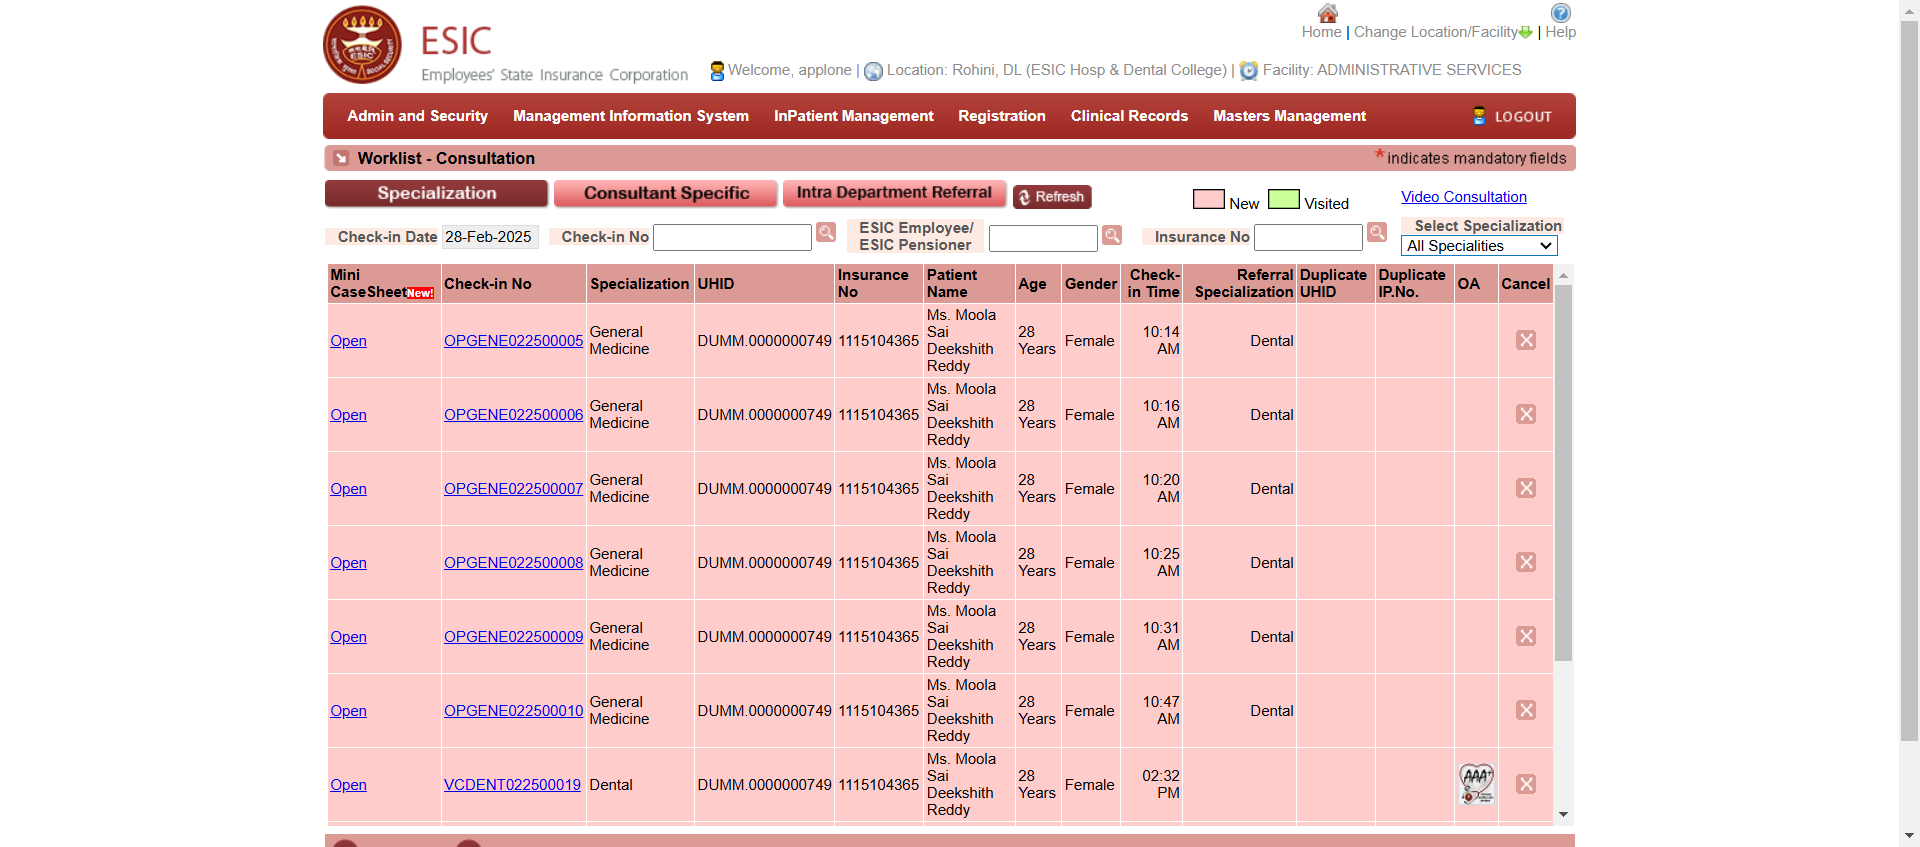 Home | Change Location/Facility | Help
ESIC
Employees' State Insurance Corporation
Welcome, applone | Location: Rohini, DL (ESIC Hosp & Dental College) | Facility: ADMINISTRATIVE SERVICES
Admin and Security Management Information System InPatient Management Registration Clinical Records Masters Management LOGOUT
Worklist - Consultation * indicates mandatory fields
Specialization Consultant Specific Intra Department Referral Refresh New Visited Video Consultation
Check-in Date 28-Feb-2025 Check-in No ESIC Employee/ ESIC Pensioner Insurance No Select Specialization
All Specialities
Mini CaseSheet New! Check-in No Specialization UHID Insurance No Patient Name Age Gender Check-in Time Referral Specialization Duplicate UHID Duplicate IP.No. OA Cancel
Open OPGENE022500005 General Medicine DUMM.0000000749 1115104365 Ms. Moola Sai Deekshith Reddy 28 Years Female 10:14 AM Dental
Open OPGENE022500006 General Medicine DUMM.0000000749 1115104365 Ms. Moola Sai Deekshith Reddy 28 Years Female 10:16 AM Dental
Open OPGENE022500007 General Medicine DUMM.0000000749 1115104365 Ms. Moola Sai Deekshith Reddy 28 Years Female 10:20 AM Dental
Open OPGENE022500008 General Medicine DUMM.0000000749 1115104365 Ms. Moola Sai Deekshith Reddy 28 Years Female 10:25 AM Dental
Open OPGENE022500009 General Medicine DUMM.0000000749 1115104365 Ms. Moola Sai Deekshith Reddy 28 Years Female 10:31 AM Dental
Open OPGENE022500010 General Medicine DUMM.0000000749 1115104365 Ms. Moola Sai Deekshith Reddy 28 Years Female 10:47 AM Dental
Open VCDENT022500019 Dental DUMM.0000000749 1115104365 Ms. Moola Sai Deekshith Reddy 28 Years Female 02:32 PM AAA+